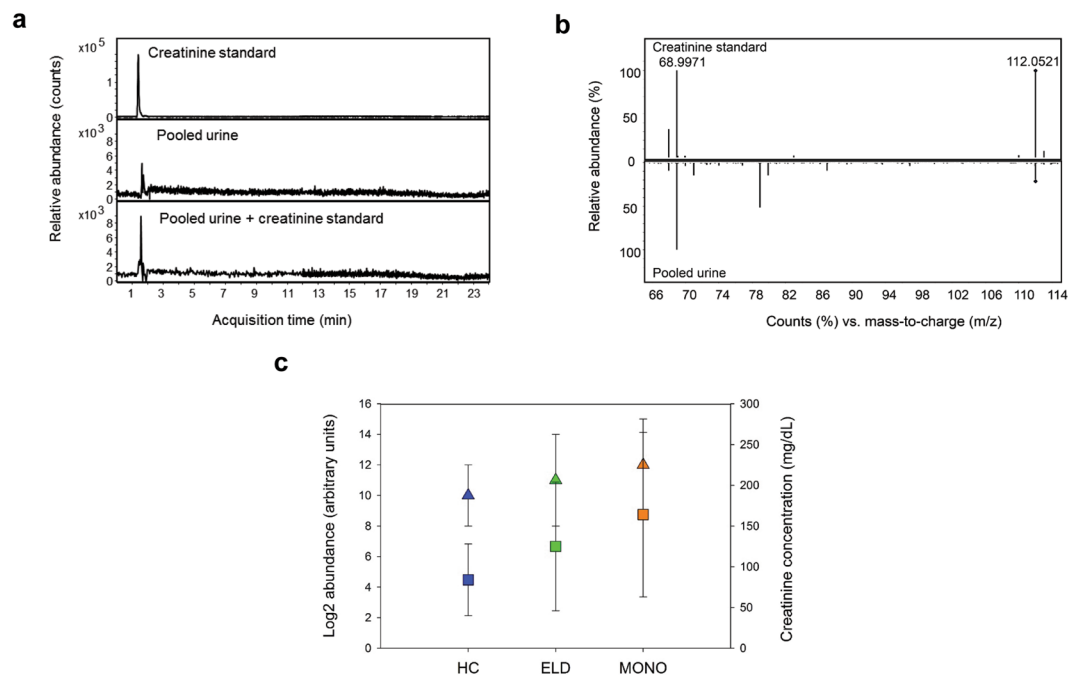 a
x10 5
Creatinine standard
1
0
x10 3
Pooled urine
8
6
4
2
0
x10 3
Pooled urine + creatinine standard
8
6
4
2
0
1 3 5 7 9 11 13 15 17 19 21 23
Acquisition time (min)
Relative abundance (counts)
b
Creatinine standard
68.9971 112.0521
100
50
0
50
100
Pooled urine
66 70 74 78 82 86 90 94 98 102 106 110 114
Counts (%) vs. mass-to-charge (m/z)
Relative abundance (%)
c
16
14
12
10
8
6
4
2
0
Log2 abundance (arbitrary units)
300
250
200
150
100
50
0
Creatinine concentration (mg/dL)
HC ELD MONO